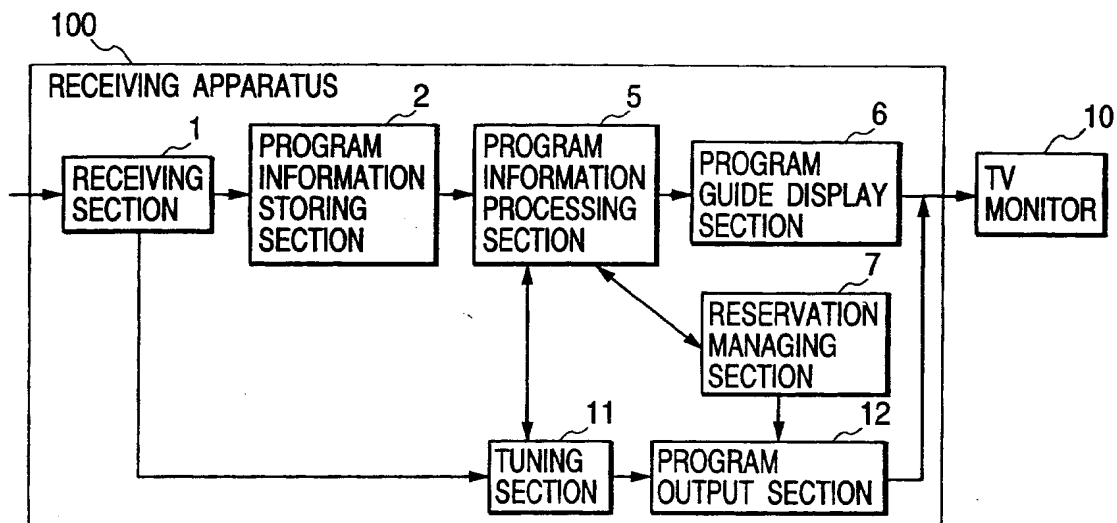 100
RECEIVING APPARATUS
1
RECEIVING
SECTION
2
PROGRAM
INFORMATION
STORING
SECTION
5
PROGRAM
INFORMATION
PROCESSING
SECTION
6
PROGRAM
GUIDE DISPLAY
SECTION
10
TV
MONITOR
7
RESERVATION
MANAGING
SECTION
11
TUNING
SECTION
12
PROGRAM
OUTPUT SECTION